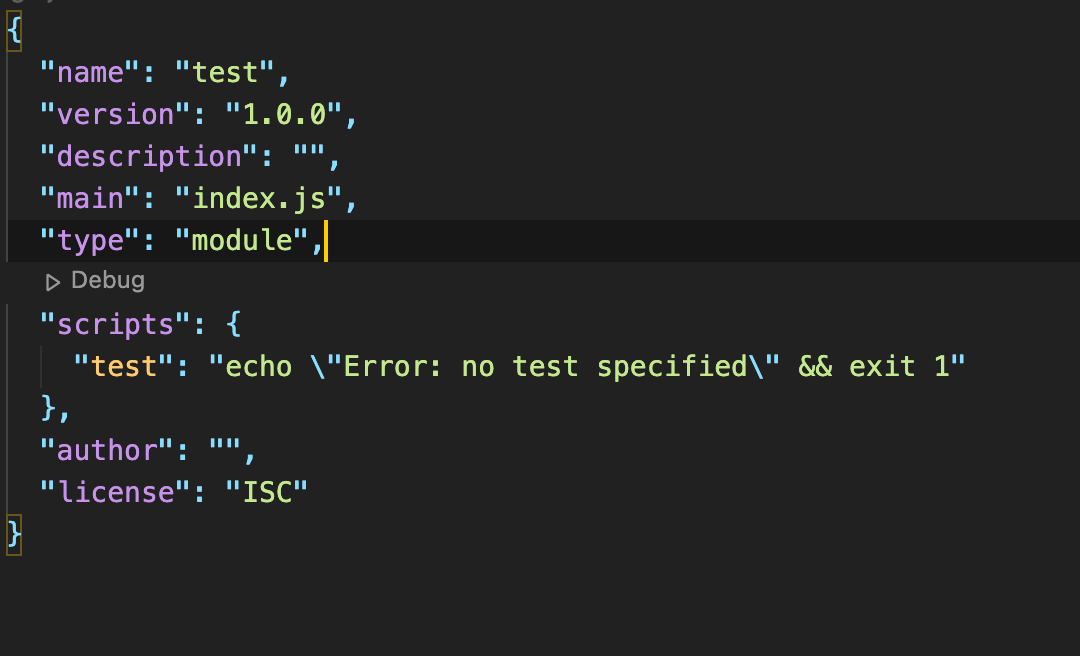 {
"name": "test",
"version": "1.0.0",
"description": "",
"main": "index.js",
"type": "module",
Debug
"scripts": {
"test": "echo \"Error: no test specified\" && exit 1"
},
"author": "",
"license": "ISC"
}